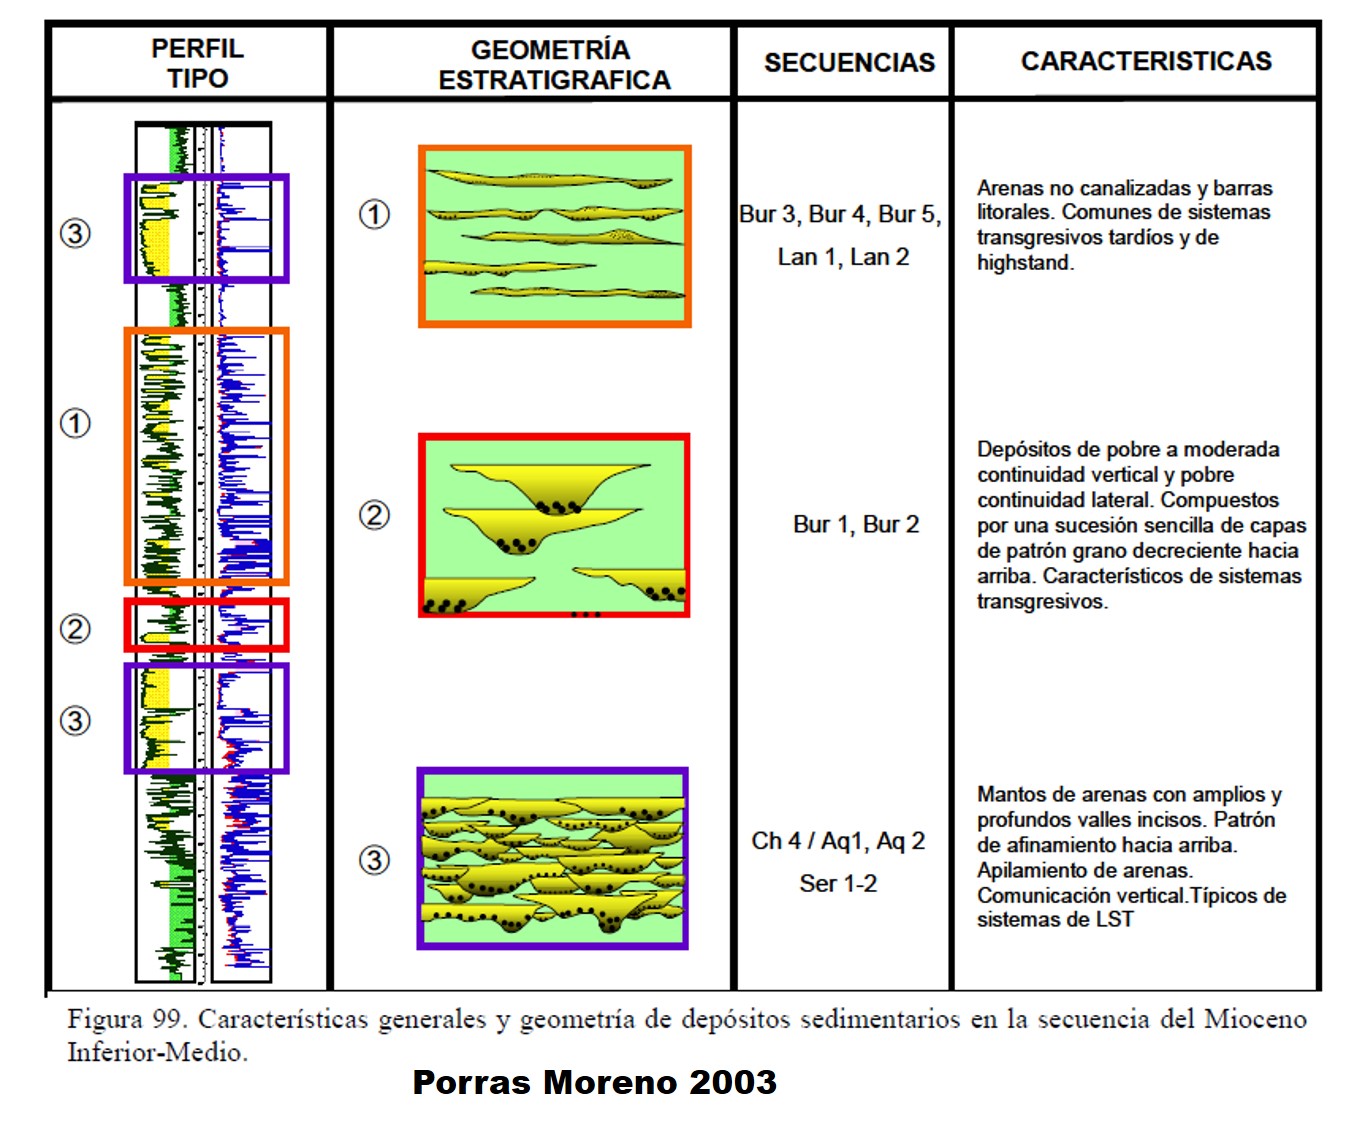 PERFIL
TIPO
GEOMETRÍA
ESTRATIGRAFICA
SECUENCIAS
CARACTERISTICAS
3
1
2
3
1
Bur 3, Bur 4, Bur 5,
Lan 1, Lan 2
Arenas no canalizadas y barras
litorales. Comunes de sistemas
transgresivos tardíos y de
highstand.
2
Bur 1, Bur 2
Depósitos de pobre a moderada
continuidad vertical y pobre
continuidad lateral. Compuestos
por una sucesión sencilla de capas
de patrón grano decreciente hacia
arriba. Característicos de sistemas
transgresivos.
3
Ch 4 / Aq1, Aq 2
Ser 1-2
Mantos de arenas con amplios y
profundos valles incisos. Patrón
de afinamiento hacia arriba.
Apilamiento de arenas.
Comunicación vertical.Típicos de
sistemas de LST
Figura 99. Características generales y geometría de depósitos sedimentarios en la secuencia del Mioceno
Inferior-Medio.
Porras Moreno 2003